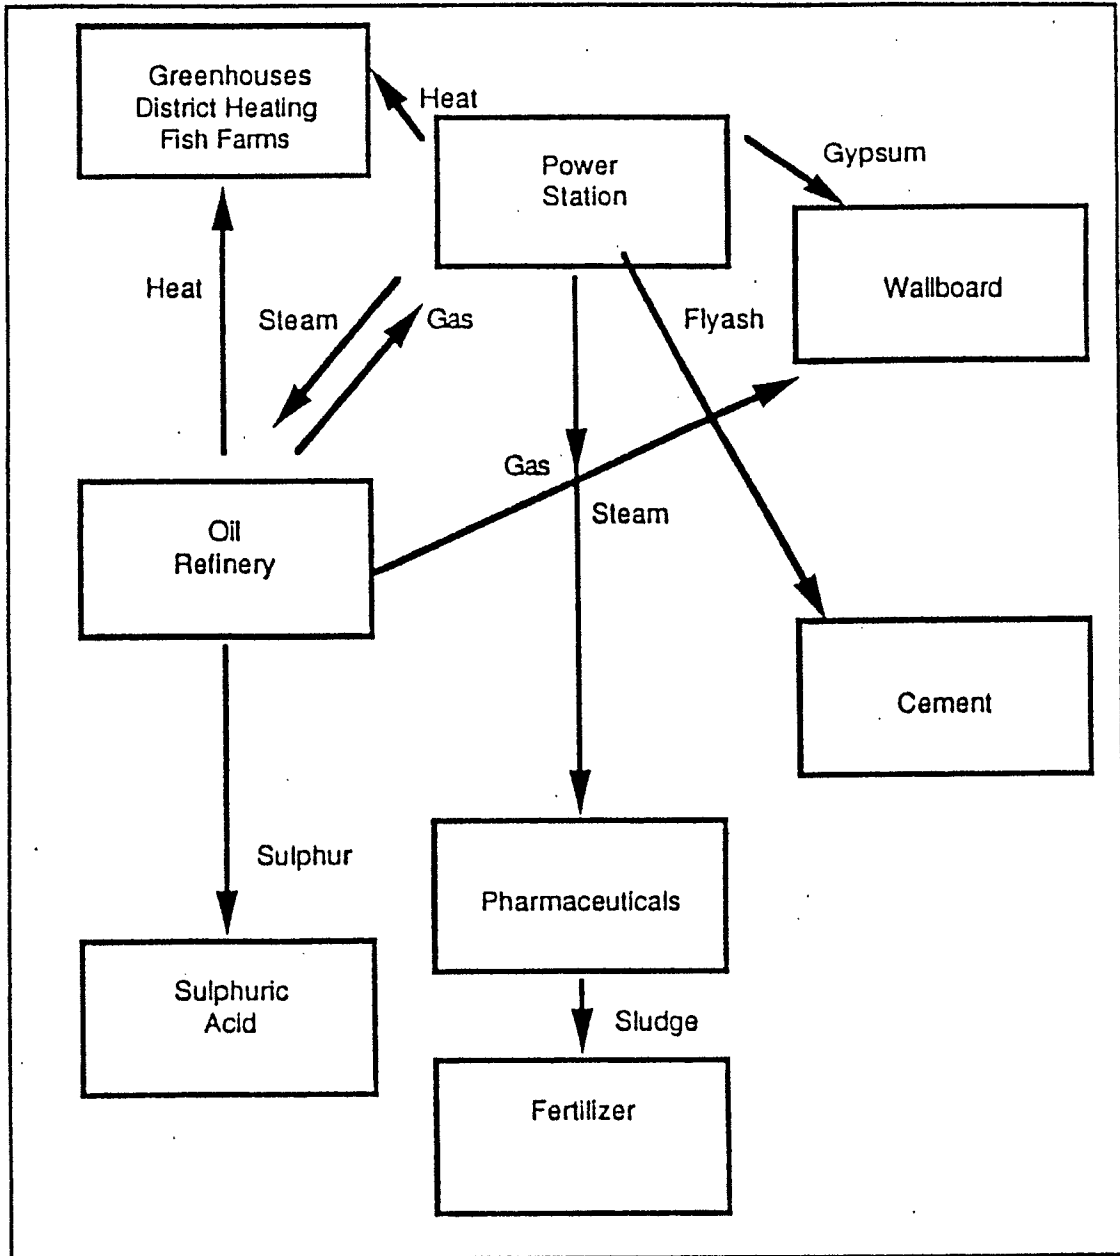 Greenhouses
District Heating
Fish Farms
Heat
Power
Station
Gypsum
Wallboard
Heat
Steam
Gas
Flyash
Gas
Steam
Oil
Refinery
Cement
Sulphur
Pharmaceuticals
Sulphuric
Acid
Sludge
Fertilizer